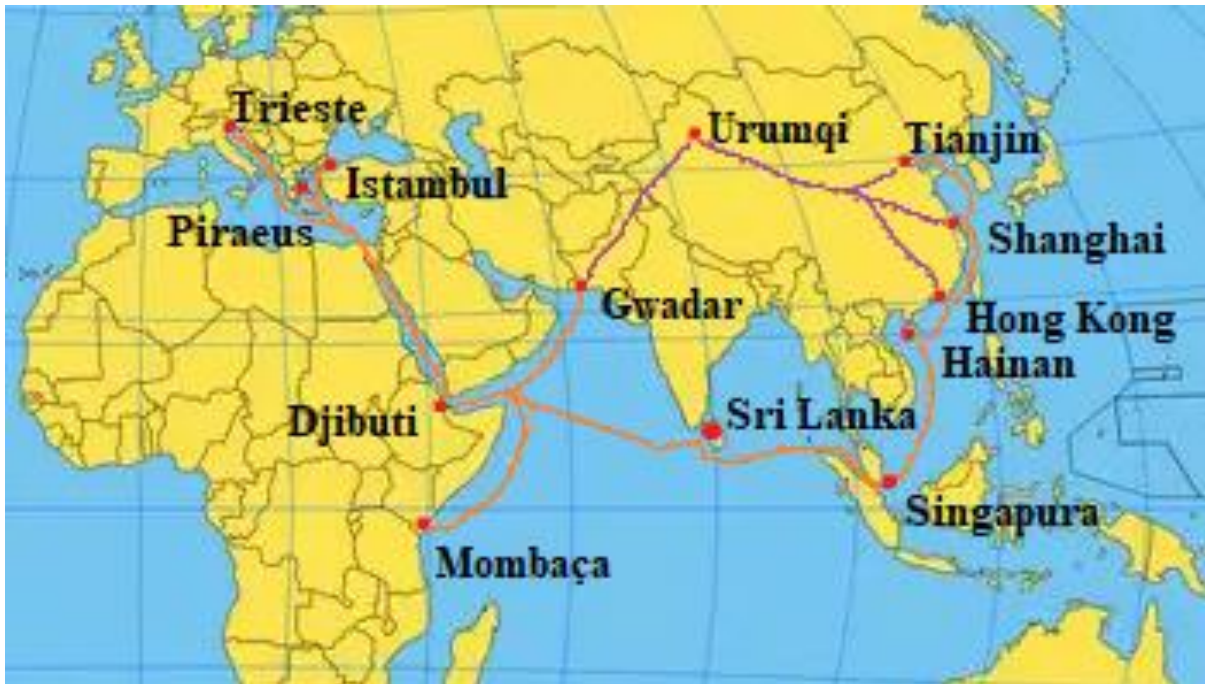 Trieste
Urumqi
Tianjin
Istambul
Piraeus
Shanghai
Gwadar
Hong Kong
Hainan
Djibuti
Sri Lanka
Singapura
Mombaça